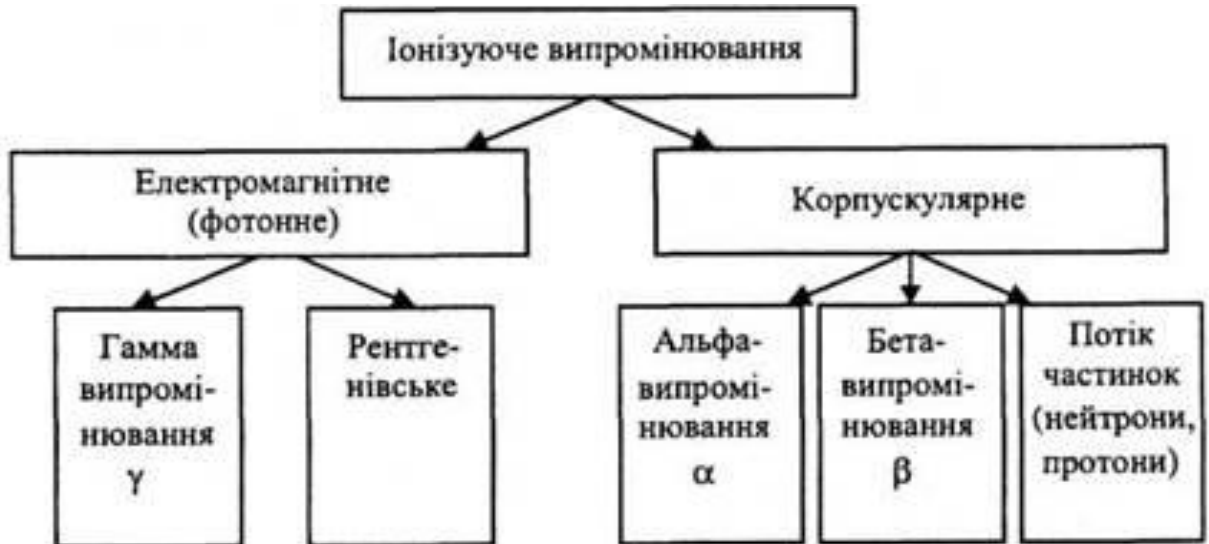 Іонізуюче випромінювання
Електромагнітне
(фотонне)
Корпускулярне
Гамма
випромі-
нювання
γ
Рентге-
нівське
Альфа-
випромі-
нювання
α
Бета-
випромі-
нювання
β
Потік
частинок
(нейтрони,
протони)